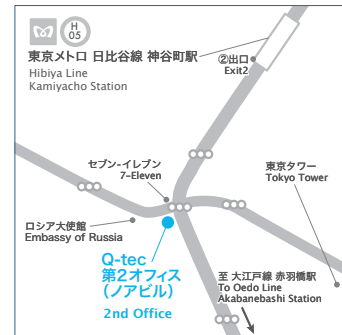 H
05
東京メトロ 日比谷線 神谷町駅
Hibiya Line
Kamiyacho Station
②出口
Exit2
セブン-イレブン
7-Eleven
東京タワー
Tokyo Tower
ロシア大使館
Embassy of Russia
Q-tec
第2オフィス
（ノアビル）
2nd Office
至 大江戸線 赤羽橋駅
To Oedo Line
Akabanebashi Station